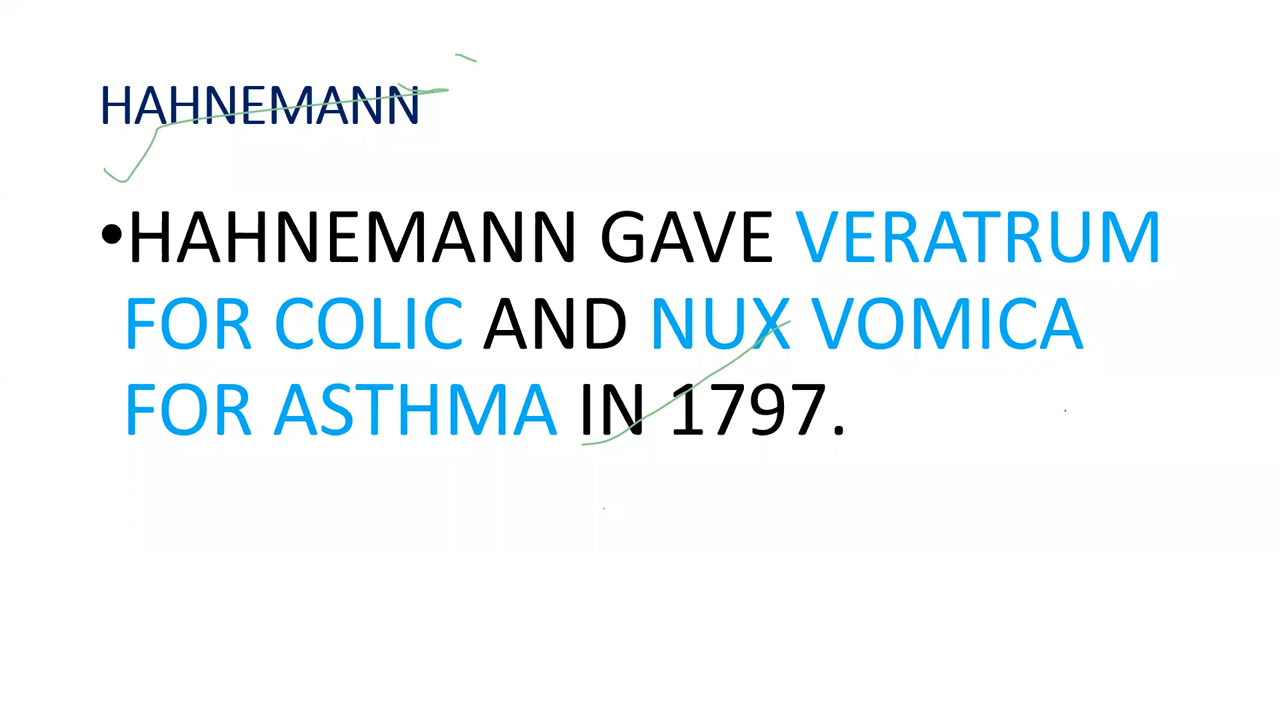 HAHNEMANN
•HAHNEMANN GAVE VERATRUM
FOR COLIC AND NUX VOMICA
FOR ASTHMA IN 1797.